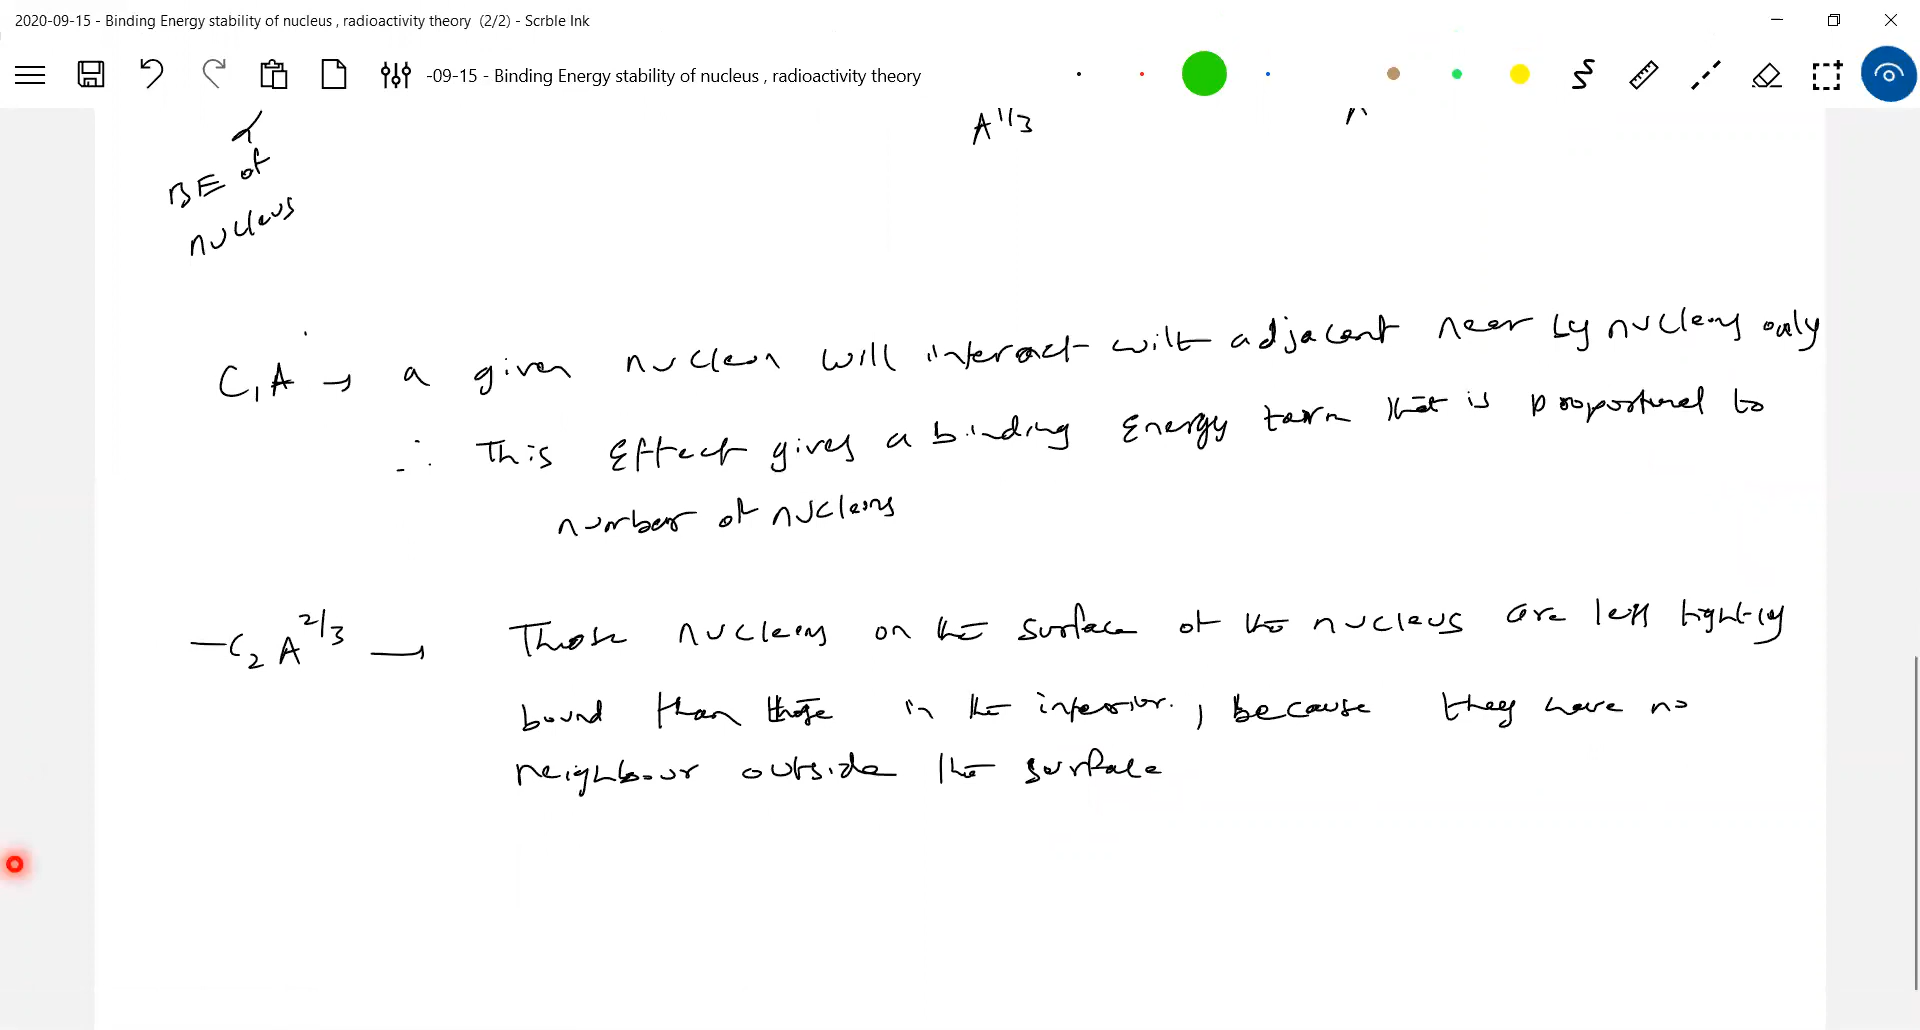 2020-09-15 - Binding Energy stability of nucleus , radioactivity theory (2/2) - Scrble Ink
-09-15 - Binding Energy stability of nucleus , radioactivity theory
A^1/3
BE of
nucleus
C₁A → a given nucleon will interact with adjacent near by nucleons only
∴ This Effect gives a binding Energy term that is proportional to
number of nucleons
-C₂A^2/3 → Those nucleons on the surface of the nucleus are less tightly
bound than those in the interior, because they have no
neighbour outside the surface